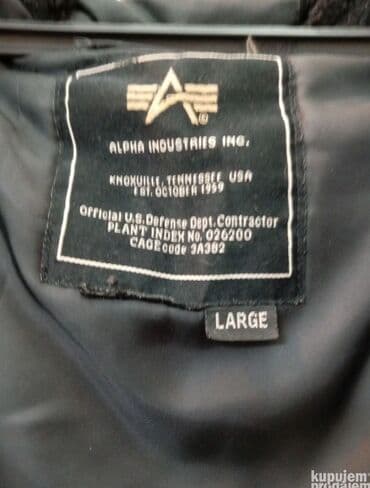 A®
ALPHA INDUSTRIES INC.
KNOXVILLE, TENNESSEE USA
EST. OCTOBER 1959
Official U.S. Defense Dept. Contractor
PLANT INDEX No. 026200
CAGE code 3A382
LARGE
kupujem
prodajem